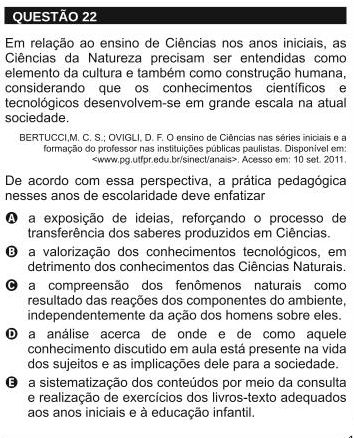 QUESTÃO 22
Em relação ao ensino de Ciências nos anos iniciais, as
Ciências da Natureza precisam ser entendidas como
elemento da cultura e também como construção humana,
considerando que os conhecimentos científicos e
tecnológicos desenvolvem-se em grande escala na atual
sociedade.
BERTUCCI,M. C. S.; OVIGLI, D. F. O ensino de Ciências nas séries iniciais e a
formação do professor nas instituições públicas paulistas. Disponível em:
<www.pg.utfpr.edu.br/sinect/anais>. Acesso em: 10 set. 2011.
De acordo com essa perspectiva, a prática pedagógica
nesses anos de escolaridade deve enfatizar
A a exposição de ideias, reforçando o processo de
transferência dos saberes produzidos em Ciências.
B a valorização dos conhecimentos tecnológicos, em
detrimento dos conhecimentos das Ciências Naturais.
C a compreensão dos fenômenos naturais como
resultado das reações dos componentes do ambiente,
independentemente da ação dos homens sobre eles.
D a análise acerca de onde e de como aquele
conhecimento discutido em aula está presente na vida
dos sujeitos e as implicações dele para a sociedade.
E a sistematização dos conteúdos por meio da consulta
e realização de exercícios dos livros-texto adequados
aos anos iniciais e à educação infantil.